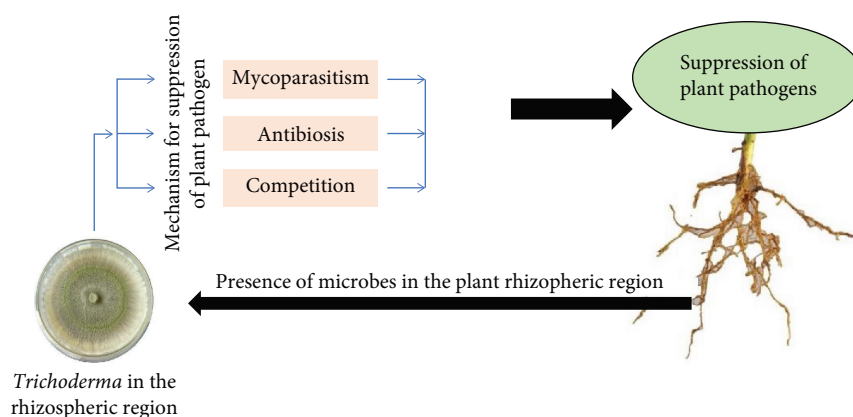 Mechanism for suppression
of plant pathogen
Mycoparasitism
Antibiosis
Competition
Suppression of
plant pathogens
Presence of microbes in the plant rhizopheric region
Trichoderma in the
rhizospheric region